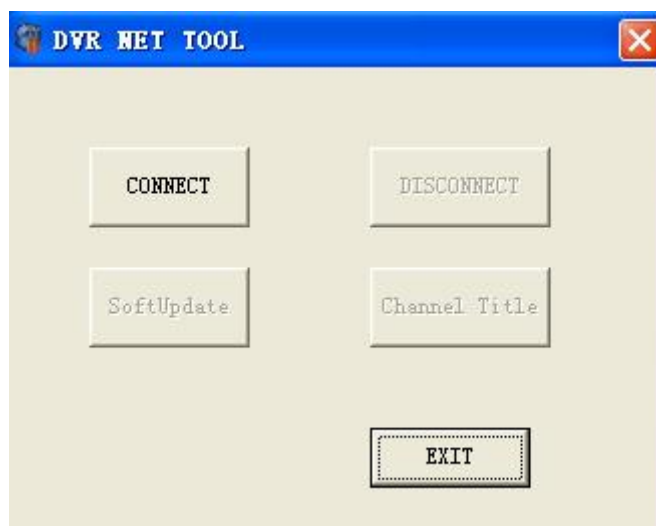 DVR NET TOOL
CONNECT
DISCONNECT
SoftUpdate
Channel Title
EXIT